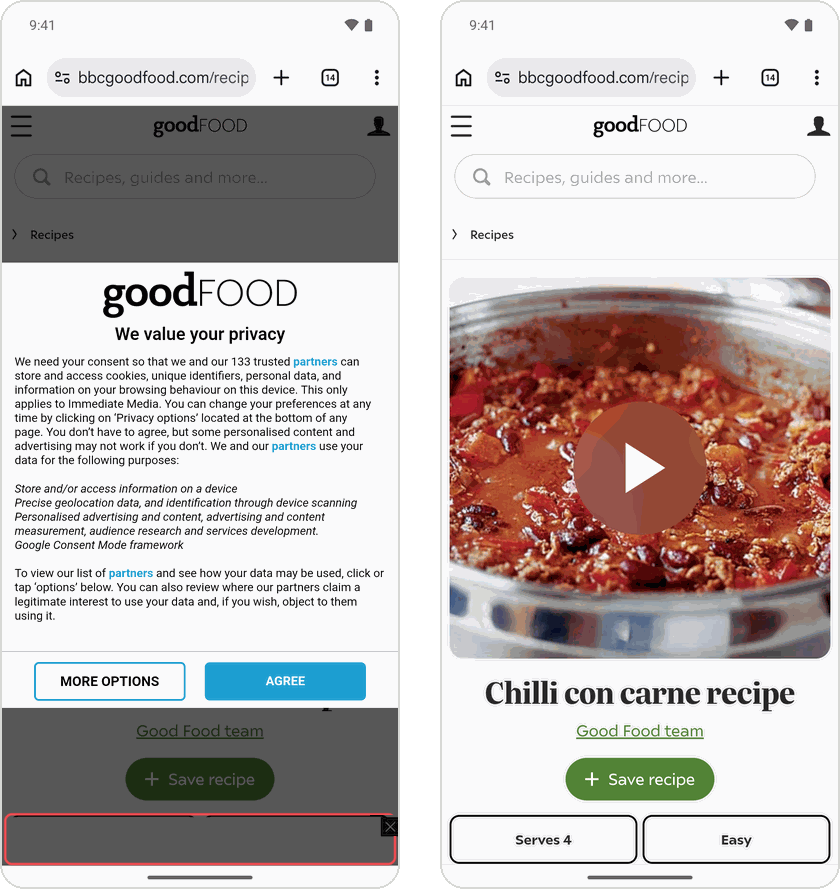 9:41
bbcgoodfood.com/recip
14
goodFOOD
Recipes, guides and more...
Recipes
goodFOOD
We value your privacy
We need your consent so that we and our 133 trusted partners can
store and access cookies, unique identifiers, personal data, and
information on your browsing behaviour on this device. This only
applies to Immediate Media. You can change your preferences at any
time by clicking on ‘Privacy options’ located at the bottom of any
page. You don’t have to agree, but some personalised content and
advertising may not work if you don’t. We and our partners use your
data for the following purposes:
Store and/or access information on a device
Precise geolocation data, and identification through device scanning
Personalised advertising and content, advertising and content
measurement, audience research and services development.
Google Consent Mode framework
To view our list of partners and see how your data may be used, click or
tap ‘options’ below. You can also review where our partners claim a
legitimate interest to use your data and, if you wish, object to them
using it.
MORE OPTIONS
AGREE
Good Food team
+ Save recipe
9:41
bbcgoodfood.com/recip
14
goodFOOD
Recipes, guides and more...
Recipes
Chilli con carne recipe
Good Food team
+ Save recipe
Serves 4
Easy